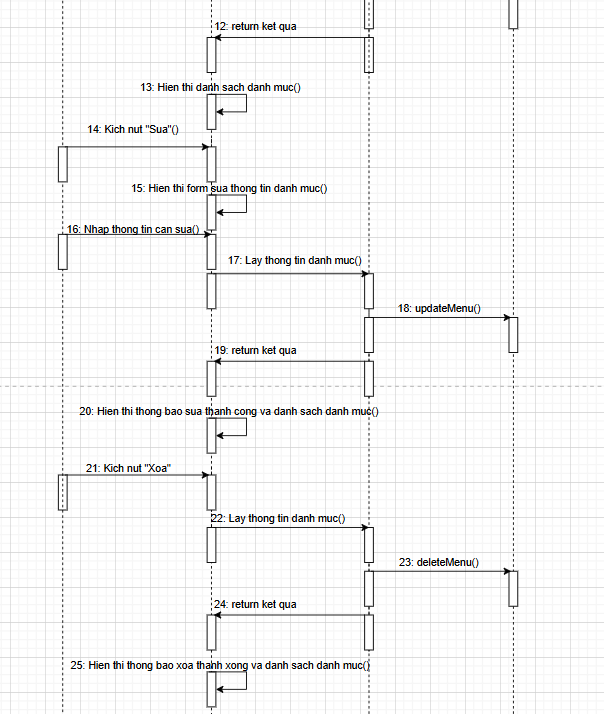 12: return ket qua
13: Hien thi danh sach danh muc()
14: Kich nut "Sua"()
15: Hien thi form sua thong tin danh muc()
16: Nhap thong tin can sua()
17: Lay thong tin danh muc()
18: updateMenu()
19: return ket qua
20: Hien thi thong bao sua thanh cong va danh sach danh muc()
21: Kich nut "Xoa"
22: Lay thong tin danh muc()
23: deleteMenu()
24: return ket qua
25: Hien thi thong bao xoa thanh xong va danh sach danh muc()